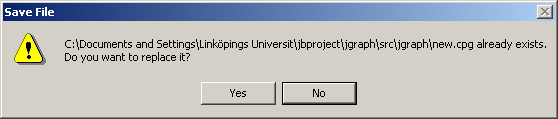 Save File
C:\Documents and Settings\Linköpings Universit\jbproject\jgraph\src\jgraph\new.cpg already exists.
Do you want to replace it?
Yes No